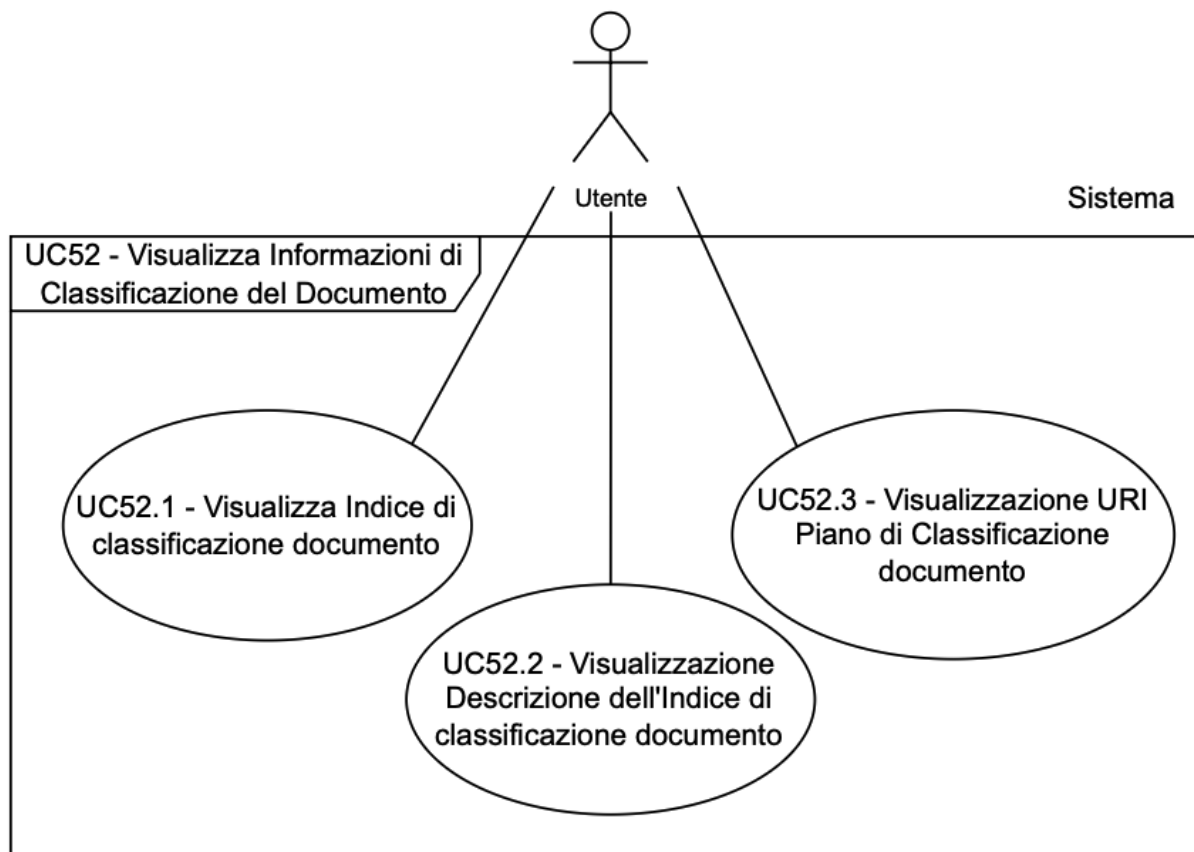 Utente
Sistema
UC52 - Visualizza Informazioni di
Classificazione del Documento
UC52.1 - Visualizza Indice di
classificazione documento
UC52.3 - Visualizzazione URI
Piano di Classificazione
documento
UC52.2 - Visualizzazione
Descrizione dell'Indice di
classificazione documento